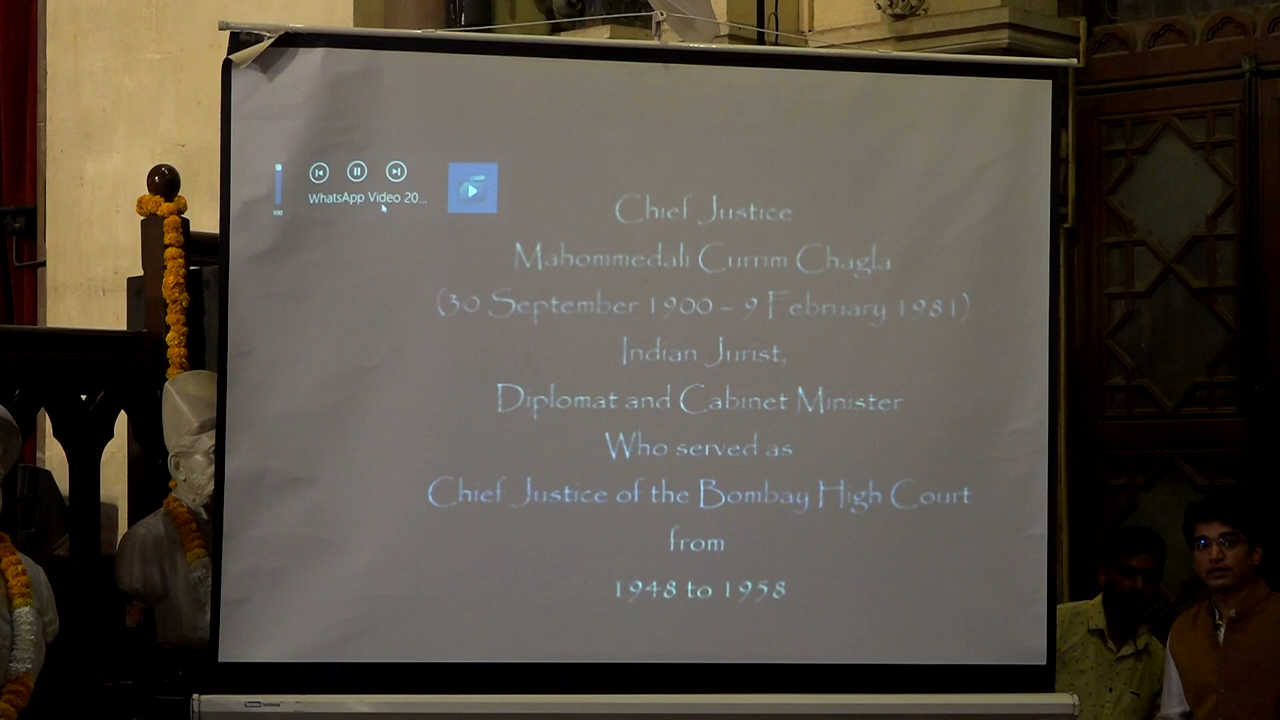 100
WhatsApp Video 20...
Chief Justice
Mahommedali Currim Chagla
(30 September 1900 – 9 February 1981)
Indian Jurist,
Diplomat and Cabinet Minister
Who served as
Chief Justice of the Bombay High Court
from
1948 to 1958